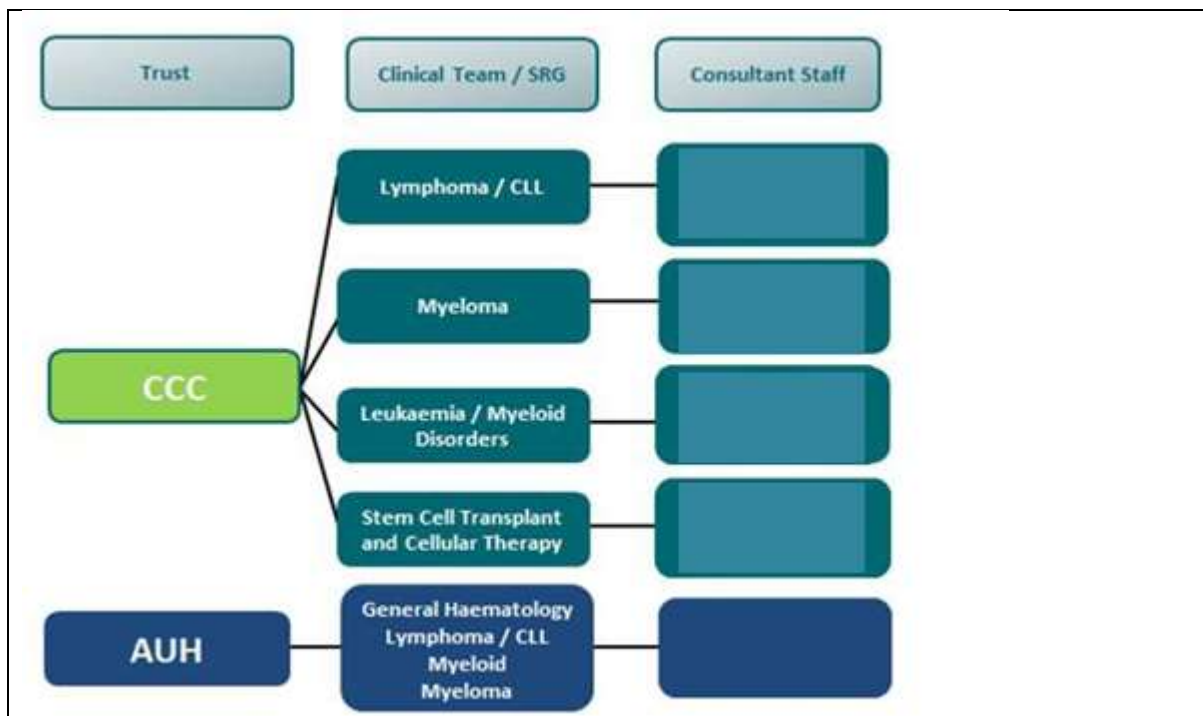 Trust
Clinical Team / SRG
Consultant Staff
Lymphoma / CLL
Myeloma
CCC
Leukaemia / Myeloid
Disorders
Stem Cell Transplant
and Cellular Therapy
AUH
General Haematology
Lymphoma / CLL
Myeloid
Myeloma